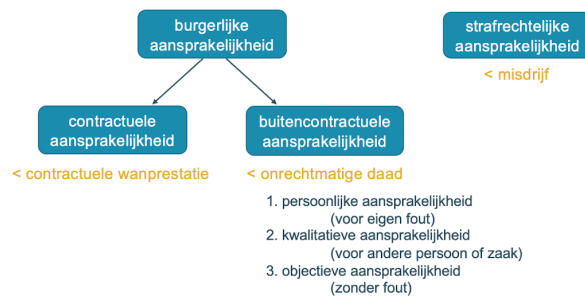 burgerlijke
aansprakelijkheid
strafrechtelijke
aansprakelijkheid
< misdrijf
contractuele
aansprakelijkheid
buitencontractuele
aansprakelijkheid
< contractuele wanprestatie
< onrechtmatige daad
1. persoonlijke aansprakelijkheid
(voor eigen fout)
2. kwalitatieve aansprakelijkheid
(voor andere persoon of zaak)
3. objectieve aansprakelijkheid
(zonder fout)